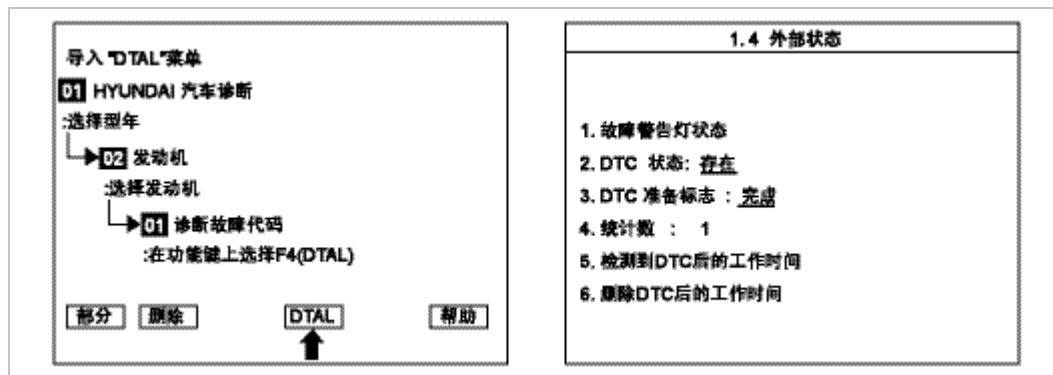 导入"DTAL"菜单
01 HYUNDAI 汽车诊断
:选择型年
02 发动机
:选择发动机
01 诊断故障代码
:在功能键上选择F4(DTAL)
部分 删除 DTAL 帮助
1.4 外部状态
1. 故障警告灯状态
2. DTC 状态: 存在
3. DTC 准备标志 : 完成
4. 统计数 : 1
5. 检测到DTC后的工作时间
6. 删除DTC后的工作时间